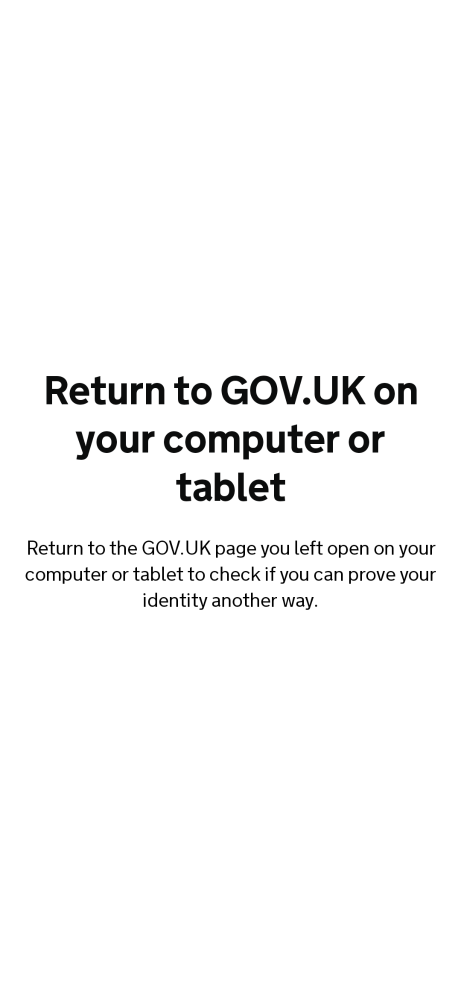 Return to GOV.UK on
your computer or
tablet
Return to the GOV.UK page you left open on your
computer or tablet to check if you can prove your
identity another way.